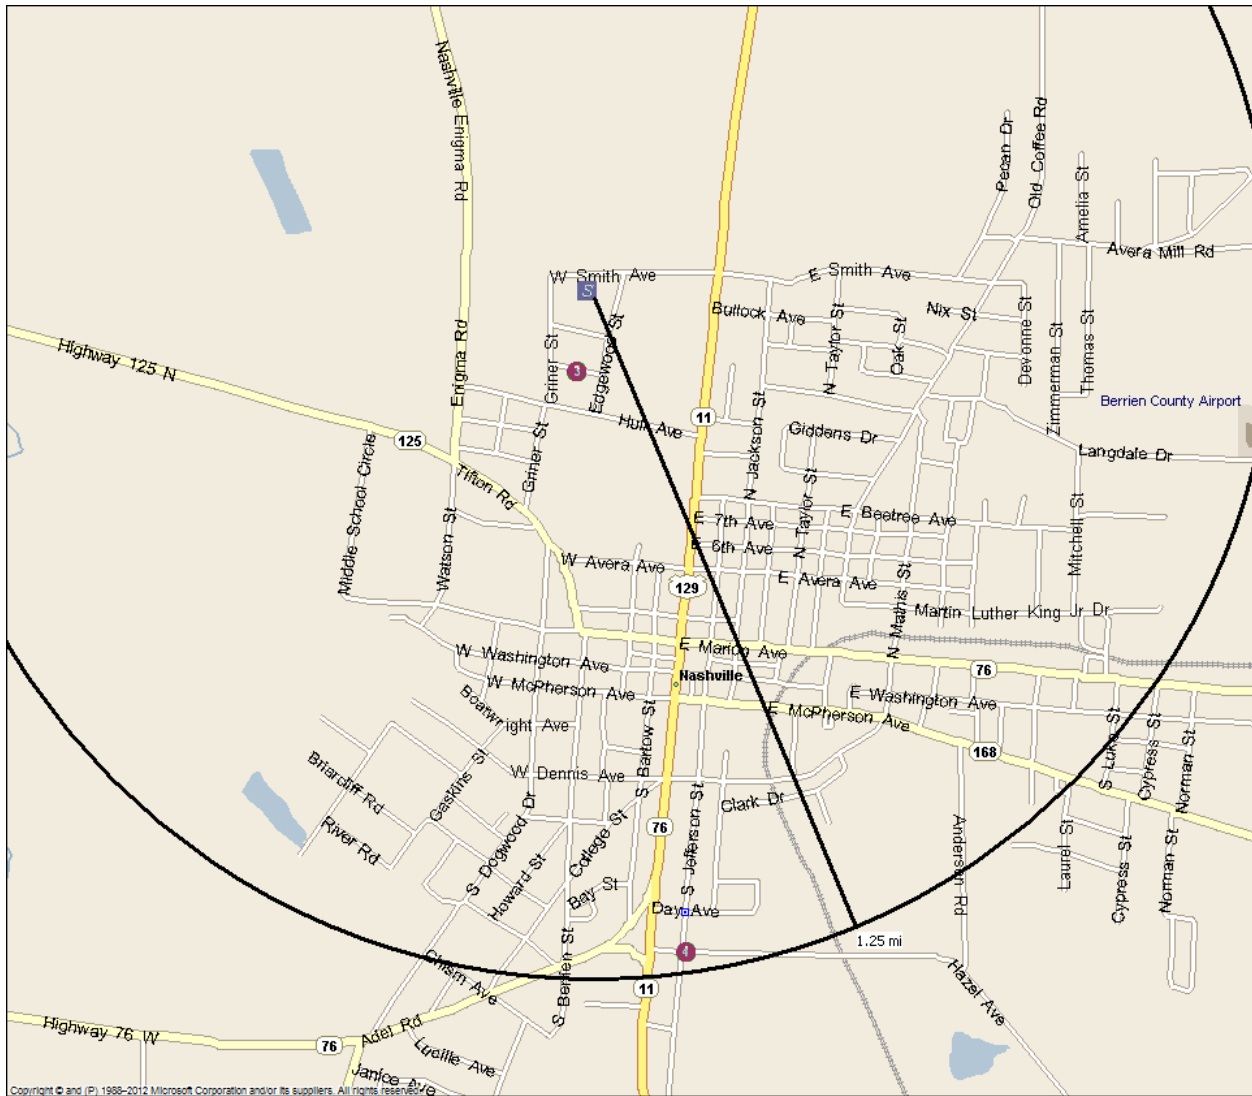 Nashville Enigma Rd
Pecan Dr
Old Coffee Rd
Amelia St
Avera Mill Rd
W Smith Ave
E Smith Ave
S
Bullock Ave
Nix St
N Taylor St
Oak St
Devonne St
Zimmerman St
Thomas St
Highway 125 N
Enigma Rd
Griner St
Edgewood St
3
Berrien County Airport
125
Hull Ave
11
Giddens Dr
Langdale Dr
Middle School Circle
Tifton Rd
Griner St
N Jackson St
N Taylor St
Watson St
E 7th Ave
E Beetree Ave
E 6th Ave
Mitchell St
W Avera Ave
E Avera Ave
129
N Mathis St
Martin Luther King Jr Dr
E Marion Ave
76
W Washington Ave
Nashville
W McPherson Ave
E Washington Ave
E McPherson Ave
Boatwright Ave
168
S Bartow St
S Luke St
Cypress St
Norman St
W Dennis Ave
Briarcliff Rd
Gaskins St
Clark Dr
River Rd
S Dogwood Dr
College St
76
S Jefferson St
Anderson Rd
Laurel St
Cypress St
Norman St
Howard St
Bay St
Day Ave
1.25 mi
4
Chism Ave
S Berrien St
11
Hazel Ave
Highway 76 W
76
Adel Rd
Lucille Ave
Janice Ave
Copyright © and (P) 1988–2012 Microsoft Corporation and/or its suppliers. All rights reserved.